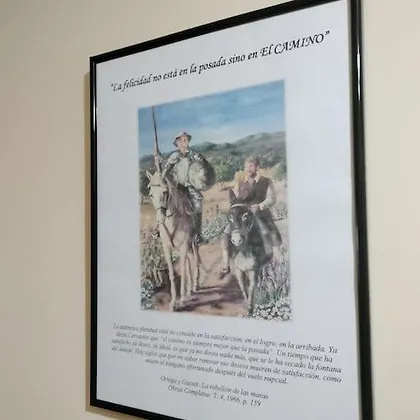 "La felicidad no está en la posada sino en El CAMINO"
La auténtica plenitud vital no consiste en la satisfacción, en el logro, en la arribada. Ya
decía Cervantes que "el camino es siempre mejor que la posada". Un tiempo que ha
satisfecho su deseo, su ideal, es que ya no desea nada más, que se le ha secado la fontana
del desear. Hay siglos que por no saber renovar sus deseos mueren de satisfacción, como
muere el zángano afortunado después del vuelo nupcial.
Ortega y Gasset. La rebelión de las masas
Obras Completas T. 4, 1966, p. 159